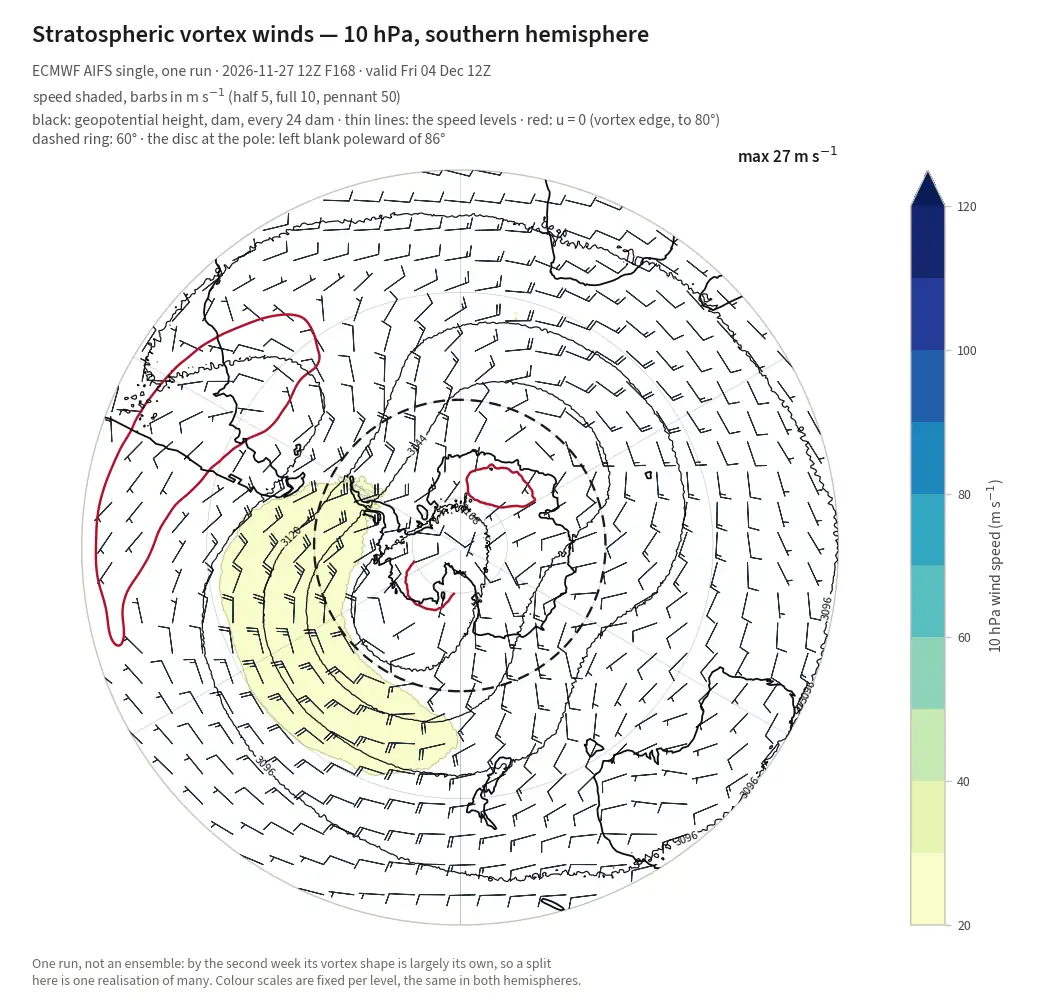 Stratospheric vortex winds — 10 hPa, southern hemisphere
ECMWF AIFS single, one run · 2026-11-27 12Z F168 · valid Fri 04 Dec 12Z
speed shaded, barbs in m s⁻¹ (half 5, full 10, pennant 50)
black: geopotential height, dam, every 24 dam · thin lines: the speed levels · red: u = 0 (vortex edge, to 80°)
dashed ring: 60° · the disc at the pole: left blank poleward of 86°
max 27 m s⁻¹
120
100
80
60
40
20
10 hPa wind speed (m s⁻¹)
3120
3096
3096
3096
3096
3096
One run, not an ensemble: by the second week its vortex shape is largely its own, so a split
here is one realisation of many. Colour scales are fixed per level, the same in both hemispheres.